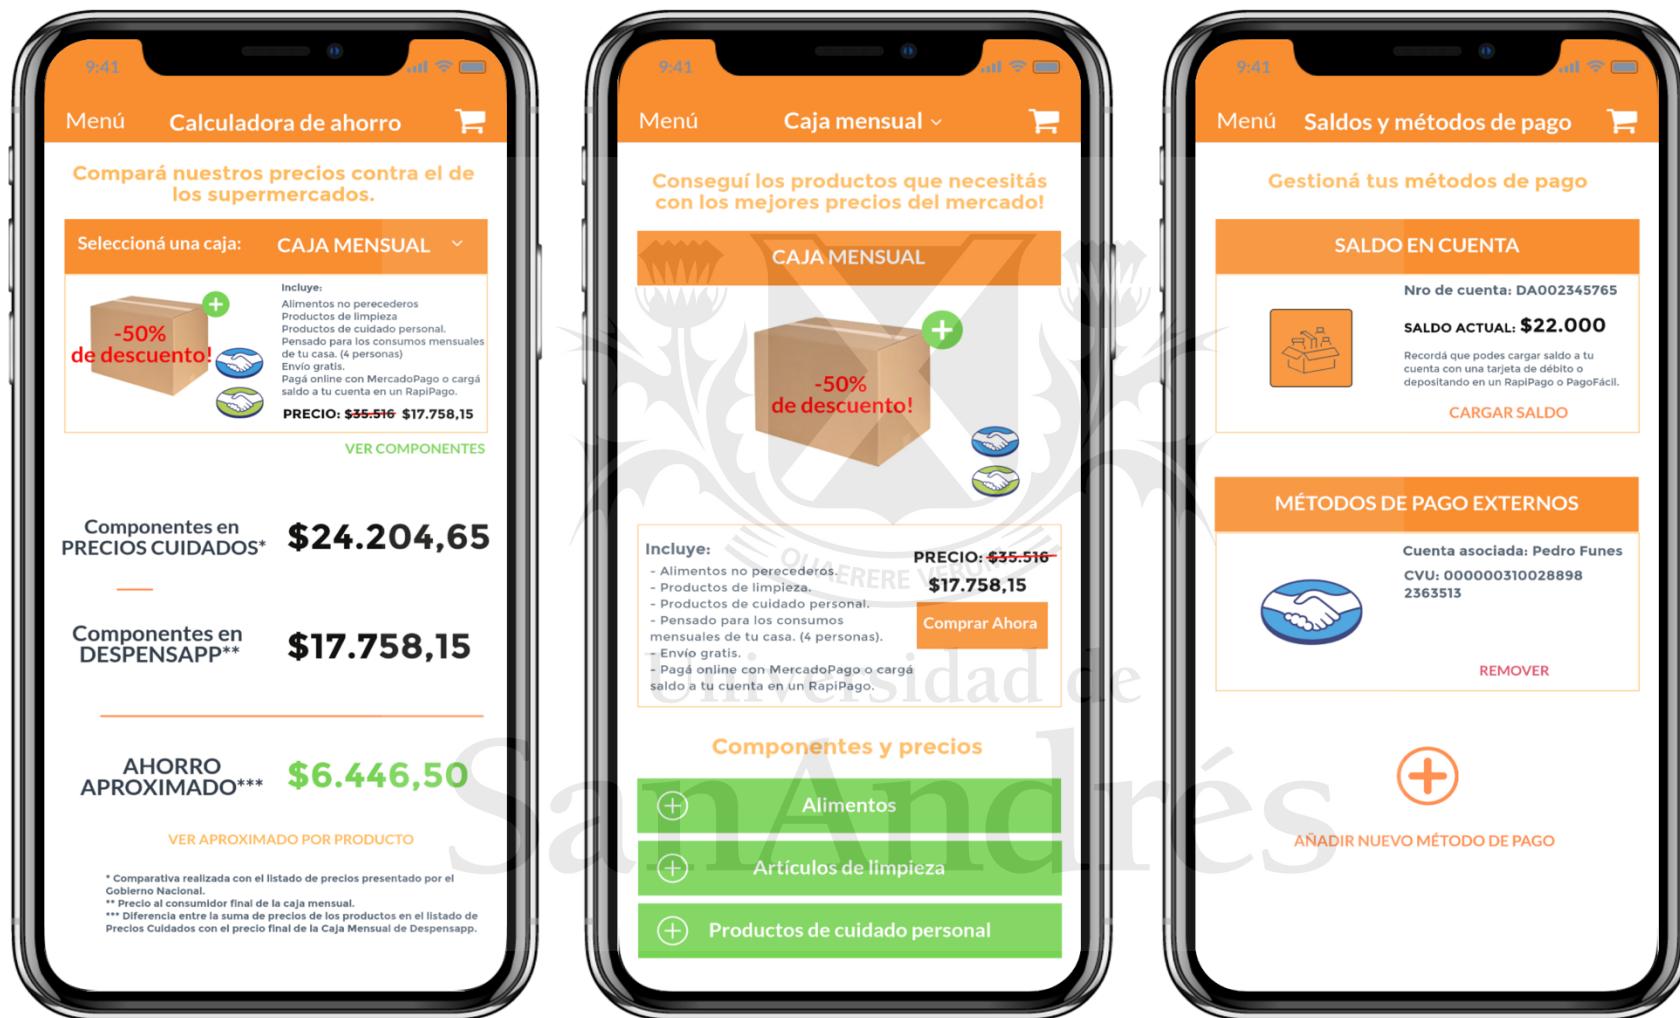 9:41
Menú
Calculadora de ahorro
Compará nuestros precios contra el de
los supermercados.
Seleccioná una caja:
CAJA MENSUAL
-50%
de descuento!
Incluye:
Alimentos no perecederos
Productos de limpieza
Productos de cuidado personal.
Pensado para los consumos mensuales
de tu casa. (4 personas)
Envío gratis.
Pagá online con MercadoPago o cargá
saldo a tu cuenta en un RapiPago.
PRECIO: $35.516 $17.758,15
VER COMPONENTES
Componentes en
PRECIOS CUIDADOS*
$24.204,65
Componentes en
DESPENSAPP**
$17.758,15
AHORRO
APROXIMADO***
$6.446,50
VER APROXIMADO POR PRODUCTO
* Comparativa realizada con el listado de precios presentado por el
Gobierno Nacional.
** Precio al consumidor final de la caja mensual.
*** Diferencia entre la suma de precios de los productos en el listado de
Precios Cuidados con el precio final de la Caja Mensual de Despensapp.
9:41
Menú
Caja mensual
Conseguí los productos que necesitás
con los mejores precios del mercado!
CAJA MENSUAL
-50%
de descuento!
Incluye:
- Alimentos no perecederos.
- Productos de limpieza.
- Productos de cuidado personal.
- Pensado para los consumos
mensuales de tu casa. (4 personas).
- Envío gratis.
- Pagá online con MercadoPago o cargá
saldo a tu cuenta en un RapiPago.
PRECIO: $35.516
$17.758,15
Comprar Ahora
Componentes y precios
Alimentos
Artículos de limpieza
Productos de cuidado personal
9:41
Menú
Saldos y métodos de pago
Gestioná tus métodos de pago
SALDO EN CUENTA
Nro de cuenta: DA002345765
SALDO ACTUAL: $22.000
Recordá que podes cargar saldo a tu
cuenta con una tarjeta de débito o
depositando en un RapiPago o PagoFácil.
CARGAR SALDO
MÉTODOS DE PAGO EXTERNOS
Cuenta asociada: Pedro Funes
CVU: 000000310028898
2363513
REMOVER
AÑADIR NUEVO MÉTODO DE PAGO
QUAERERE VERUM
Universidad de
SanAndrés